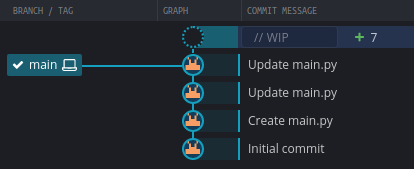 BRANCH / TAG GRAPH COMMIT MESSAGE
// WIP + 7
main Update main.py
Update main.py
Create main.py
Initial commit